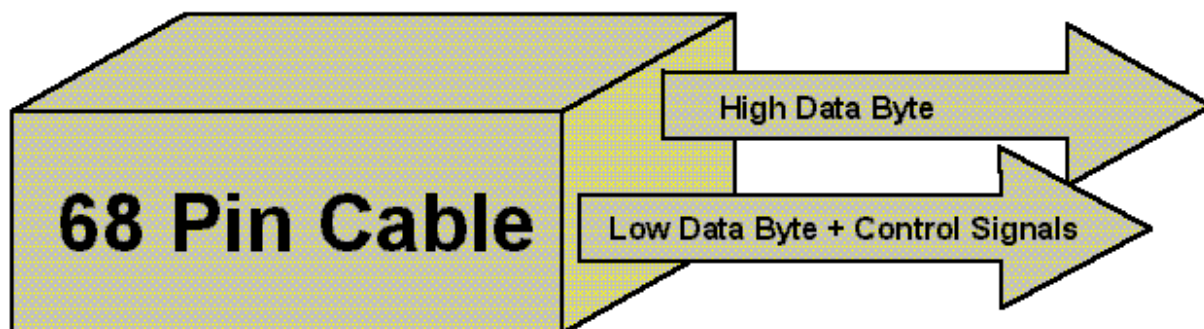 High Data Byte
68 Pin Cable
Low Data Byte + Control Signals